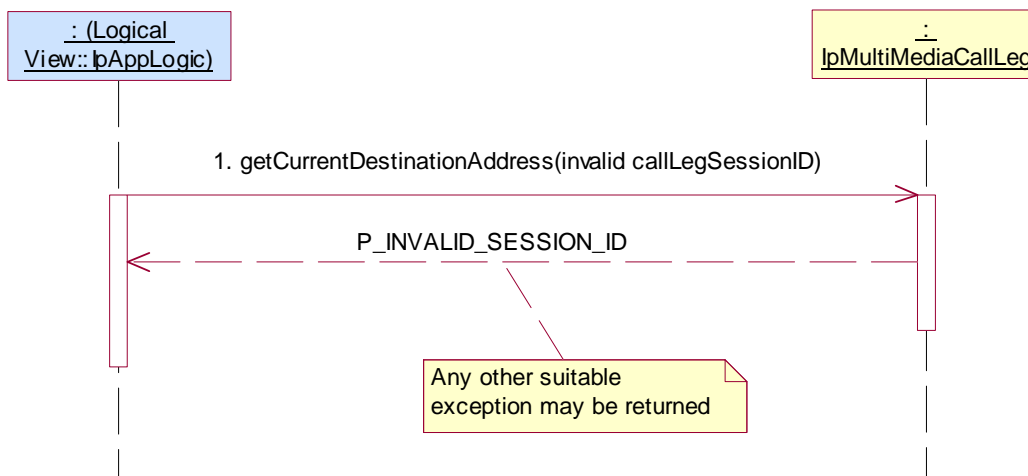 : (Logical
View::IpAppLogic)
:
IpMultiMediaCallLeg
1. getCurrentDestinationAddress(invalid callLegSessionID)
P_INVALID_SESSION_ID
Any other suitable
exception may be returned